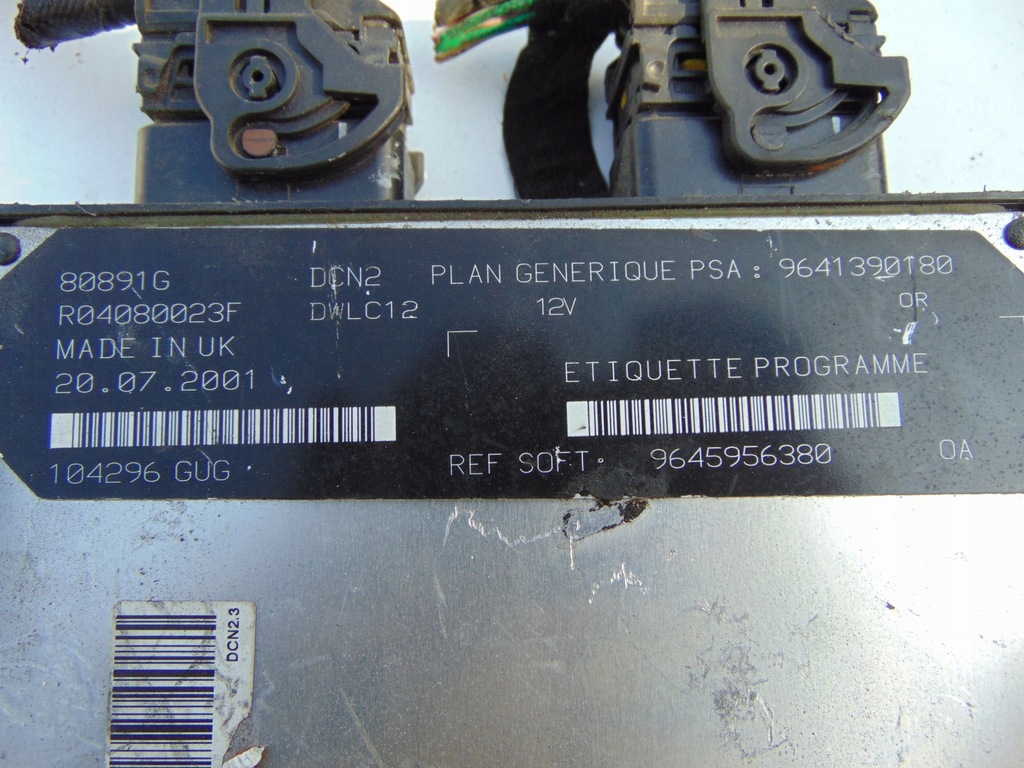 80891G DCN2 PLAN GENERIQUE PSA : 9641390180
R04080023F DWLC12 12V OR
MADE IN UK
20.07.2001
ETIQUETTE PROGRAMME
104296 GUG REF SOFT: 9645956380 OA
DCN2.3